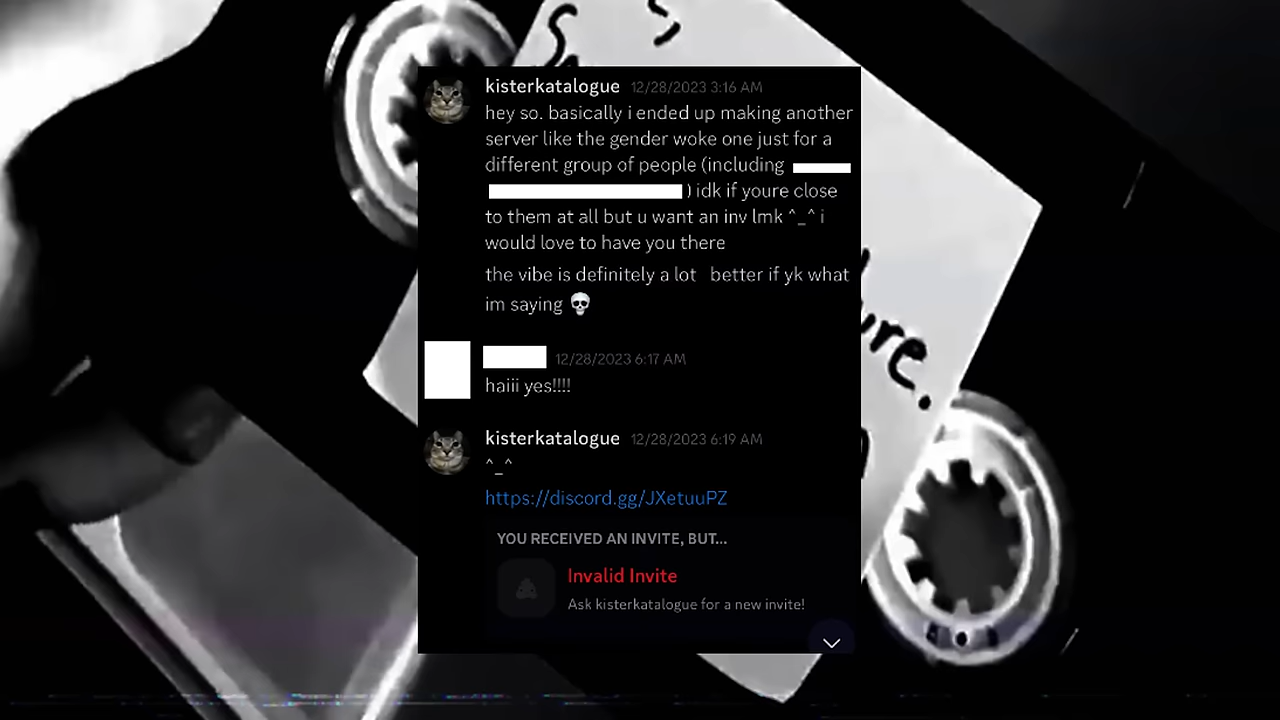 kisterkatalogue 12/28/2023 3:16 AM
hey so. basically i ended up making another
server like the gender woke one just for a
different group of people (including
) idk if youre close
to them at all but u want an inv lmk ^_^ i
would love to have you there
the vibe is definitely a lot better if yk what
im saying 💀
12/28/2023 6:17 AM
haiii yes!!!!
kisterkatalogue 12/28/2023 6:19 AM
^_^
https://discord.gg/JXetuuPZ
YOU RECEIVED AN INVITE, BUT...
Invalid Invite
Ask kisterkatalogue for a new invite!